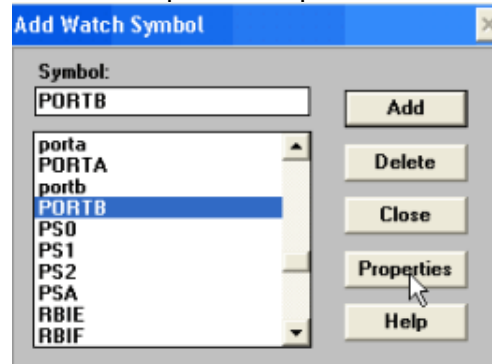 Add Watch Symbol
Symbol:
PORTB
porta
PORTA
portb
PORTB
PS0
PS1
PS2
PSA
RBIE
RBIF
Add
Delete
Close
Properties
Help